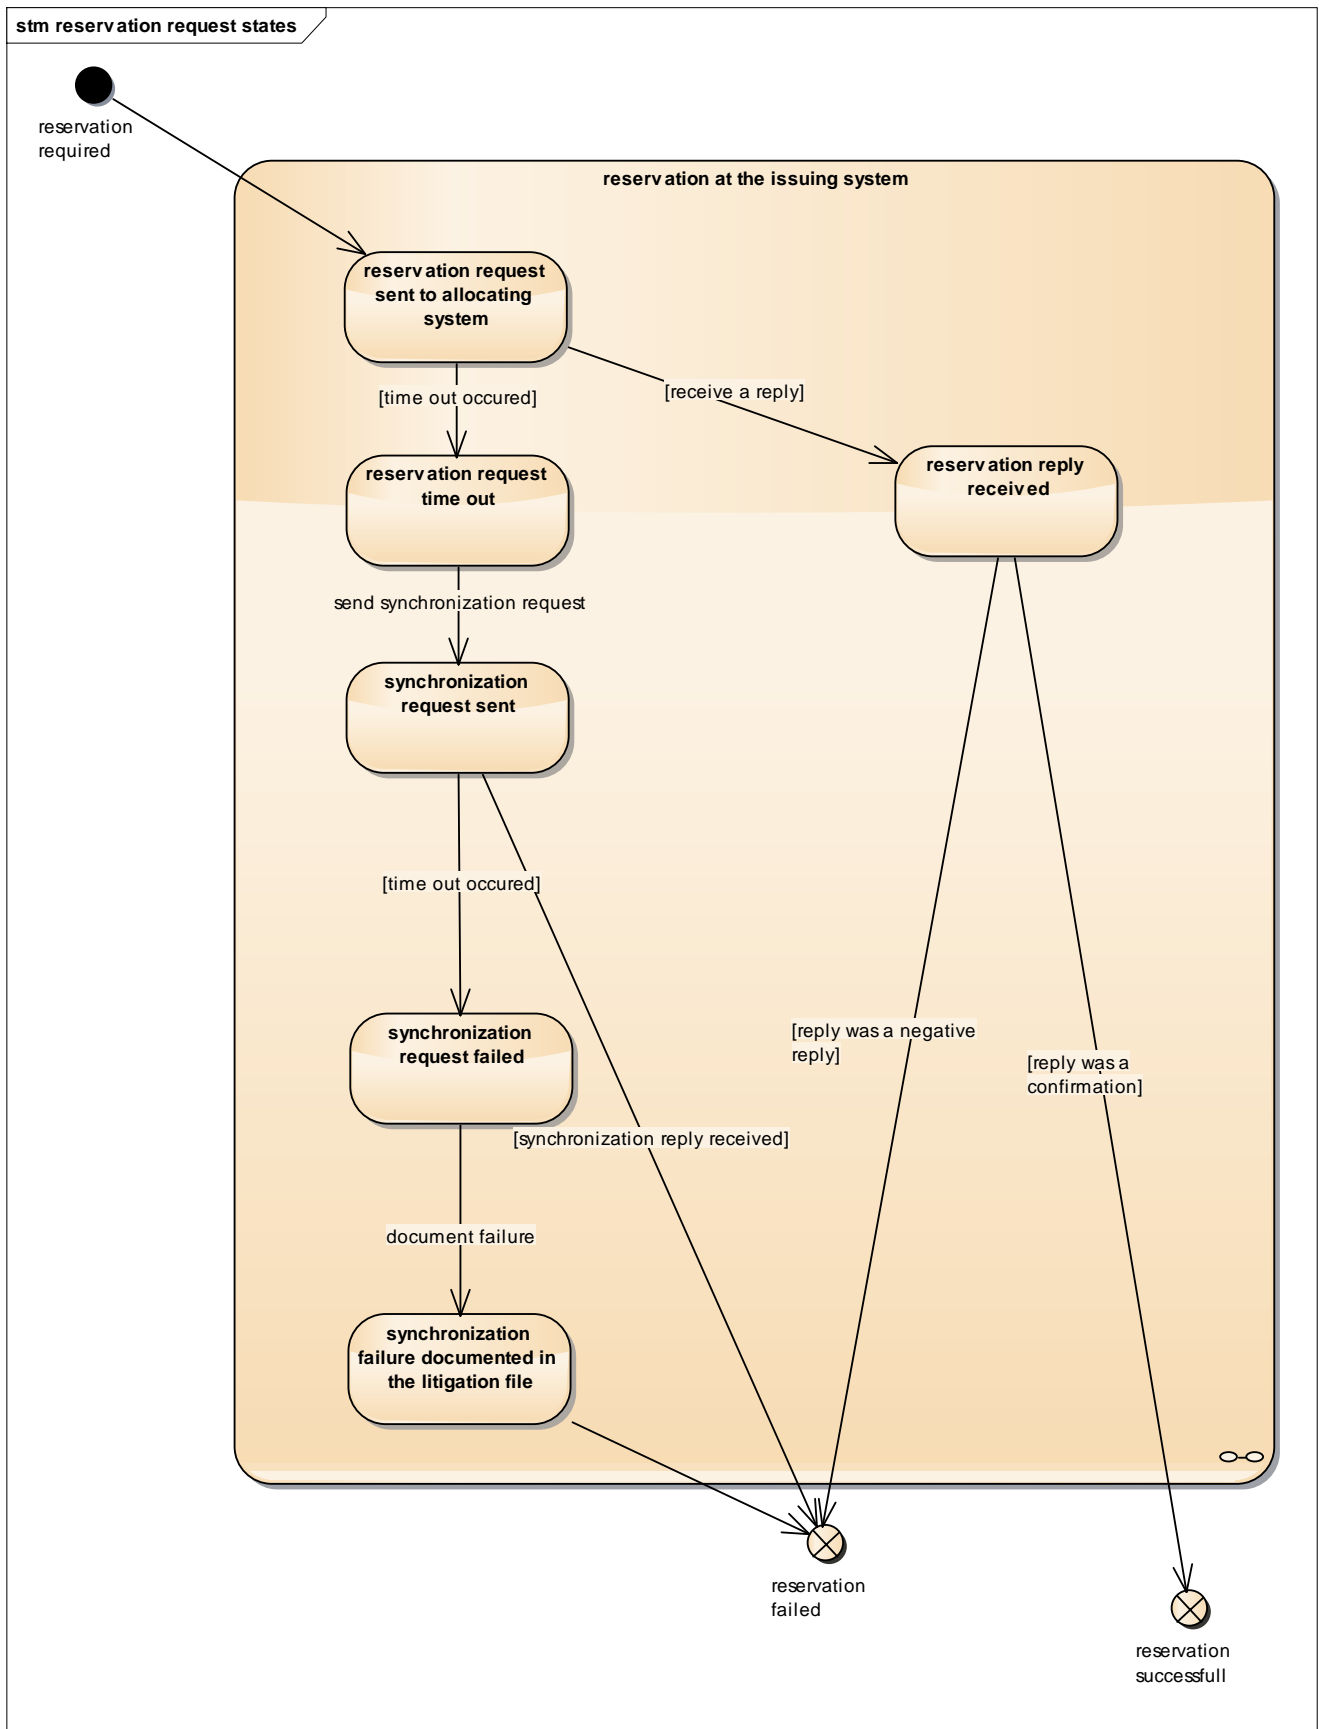 stm reservation request states
reservation
required
reservation at the issuing system
reservation request
sent to allocating
system
[time out occured]
[receive a reply]
reservation request
time out
reservation reply
received
send synchronization request
synchronization
request sent
[time out occured]
synchronization
request failed
[reply was a negative
reply]
[reply was a
confirmation]
[synchronization reply received]
document failure
synchronization
failure documented in
the litigation file
reservation
failed
reservation
successfull